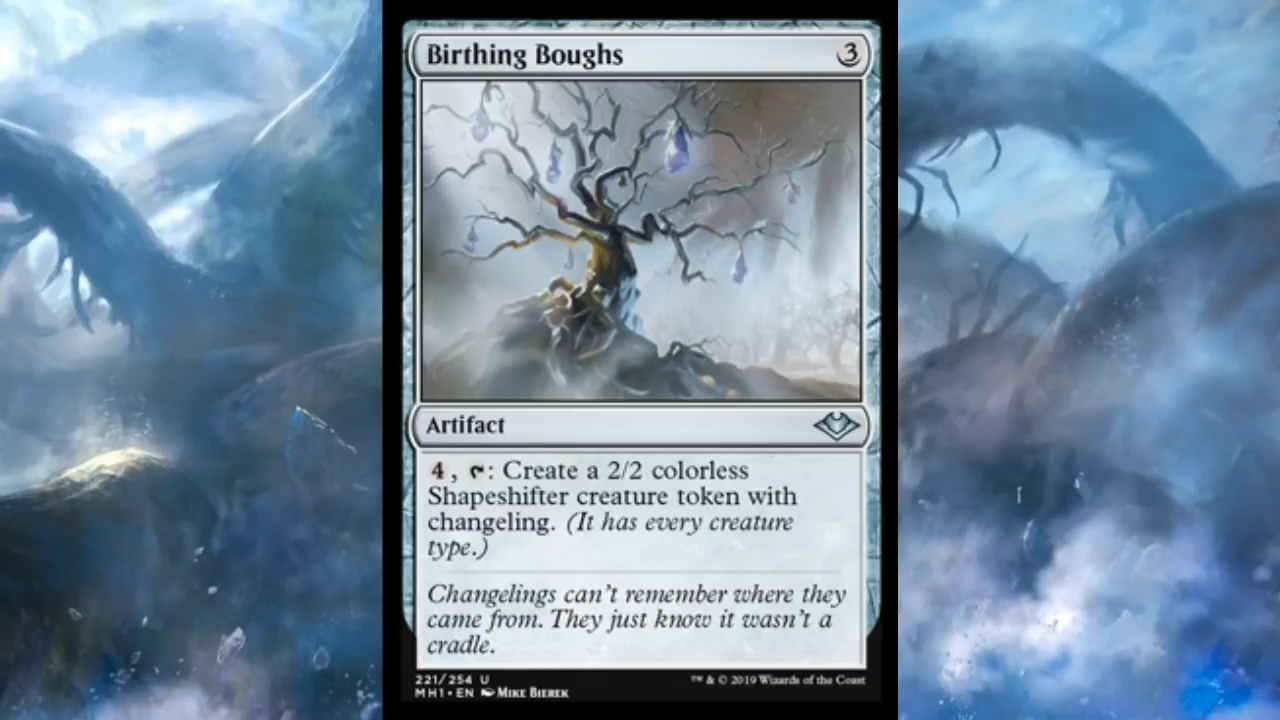 Birthing Boughs 3
Artifact
4, T: Create a 2/2 colorless
Shapeshifter creature token with
changeling. (It has every creature
type.)
Changelings can't remember where they
came from. They just know it wasn't a
cradle.
221/254 U
MH1 • EN MIKE BIEREK
™ & © 2019 Wizards of the Coast